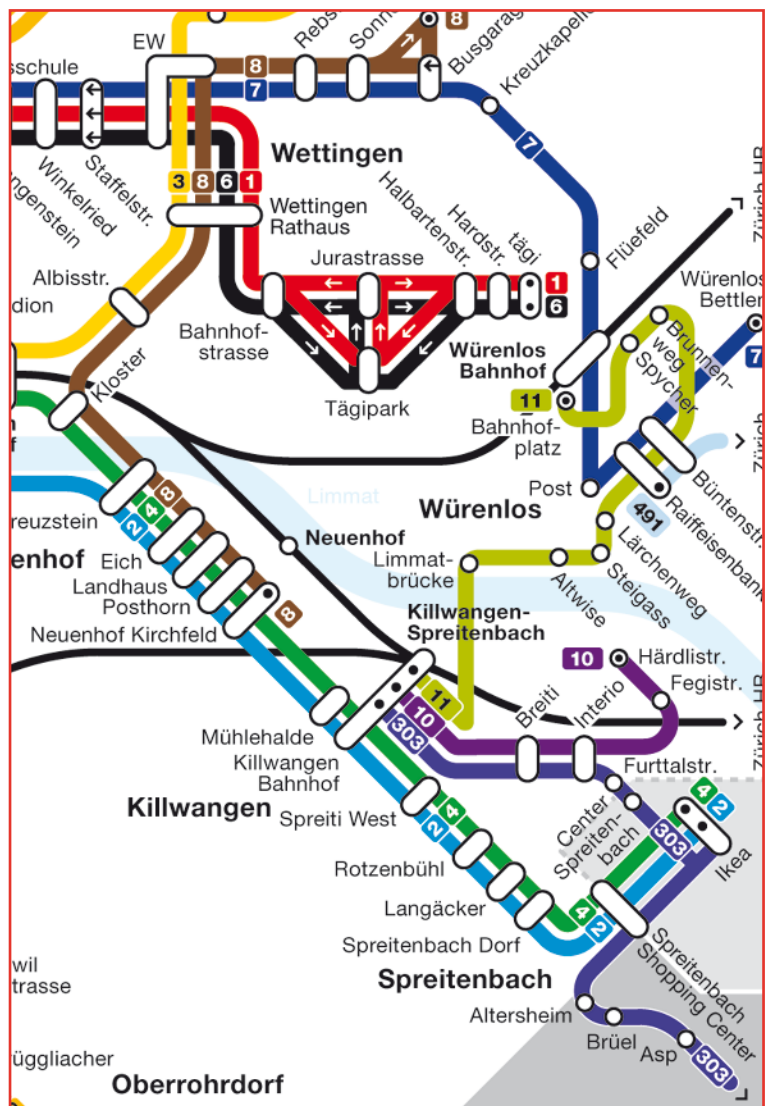 8
EW
Rebs
Sonn
Busgarag
Kreuzkapelle
sschule
8
7
Winkelried
Staffelstr.
ngenstein
7
Wettingen
3 8 6 1
Wettingen
Rathaus
Halbartenstr.
Hardstr.
tägi
Zürich HB
Flüefeld
Albisstr.
dion
Jurastrasse
1
6
Würenlos
Bettler
Bahnhof-
strasse
Würenlos
Bahnhof
Brunnen-
weg
Spycher
7
Kloster
Tägipark
11
Bahnhof-
platz
n
f
Zürich
Limmat
Post
Büntenstr.
Raiffeisenbank
8
4
2
reuzstein
Würenlos
491
Neuenhof
Lärchenweg
enhof
Eich
Limmat-
brücke
Altwise
Steigass
Landhaus
Posthorn
8
Neuenhof Kirchfeld
Killwangen-
Spreitenbach
10
Härdlistr.
Fegistr.
11
10
303
Breiti
Interio
Zürich HB
Mühlehalde
Killwangen
Bahnhof
Furttalstr.
Killwangen
Spreiti West
4
2
Center
Spreiten-
bach
4
2
303
Ikea
Rotzenbühl
Langäcker
4
2
Spreitenbach Dorf
Spreitenbach
Shopping Center
Spreitenbach
wil
trasse
Altersheim
Brüel
Asp
303
üggliacher
Oberrohrdorf